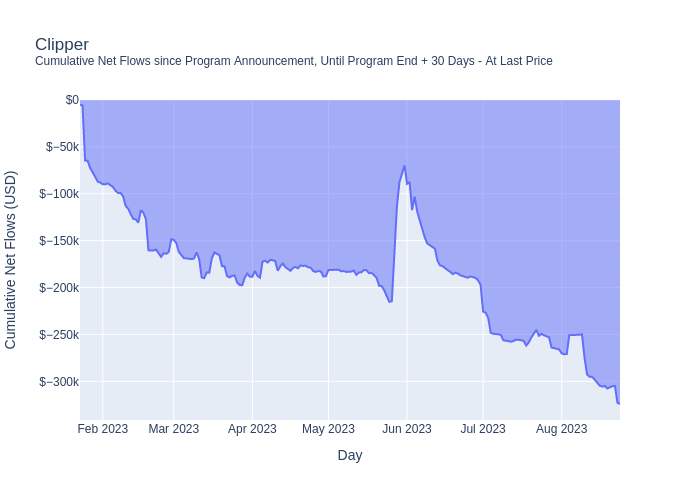 Clipper
Cumulative Net Flows since Program Announcement, Until Program End + 30 Days - At Last Price
Cumulative Net Flows (USD)
$0
$−50k
$−100k
$−150k
$−200k
$−250k
$−300k
Feb 2023 Mar 2023 Apr 2023 May 2023 Jun 2023 Jul 2023 Aug 2023
Day